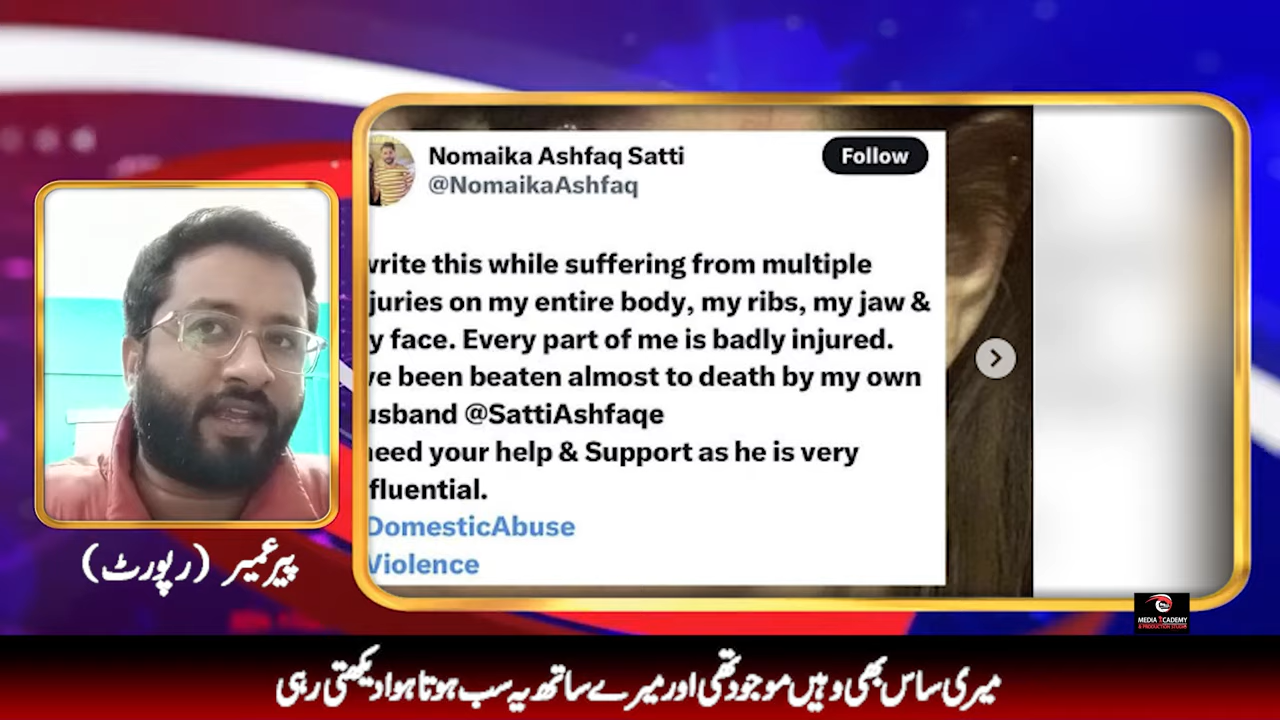 Nomaika Ashfaq Satti
@NomaikaAshfaq
Follow
write this while suffering from multiple
juries on my entire body, my ribs, my jaw &
y face. Every part of me is badly injured.
ve been beaten almost to death by my own
usband @SattiAshfaqe
need your help & Support as he is very
fluential.
DomesticAbuse
Violence
پیر عمیر (رپورٹ)
MEDIA ACADEMY
& PRODUCTION STUDIO
میری ساس بھی وہیں موجود تھی اور میرے ساتھ یہ سب ہوتا ہوا دیکھتی رہی